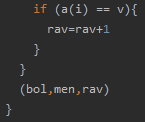 if (a(i) == v){
rav=rav+1
}
}
(bol,men,rav)
}